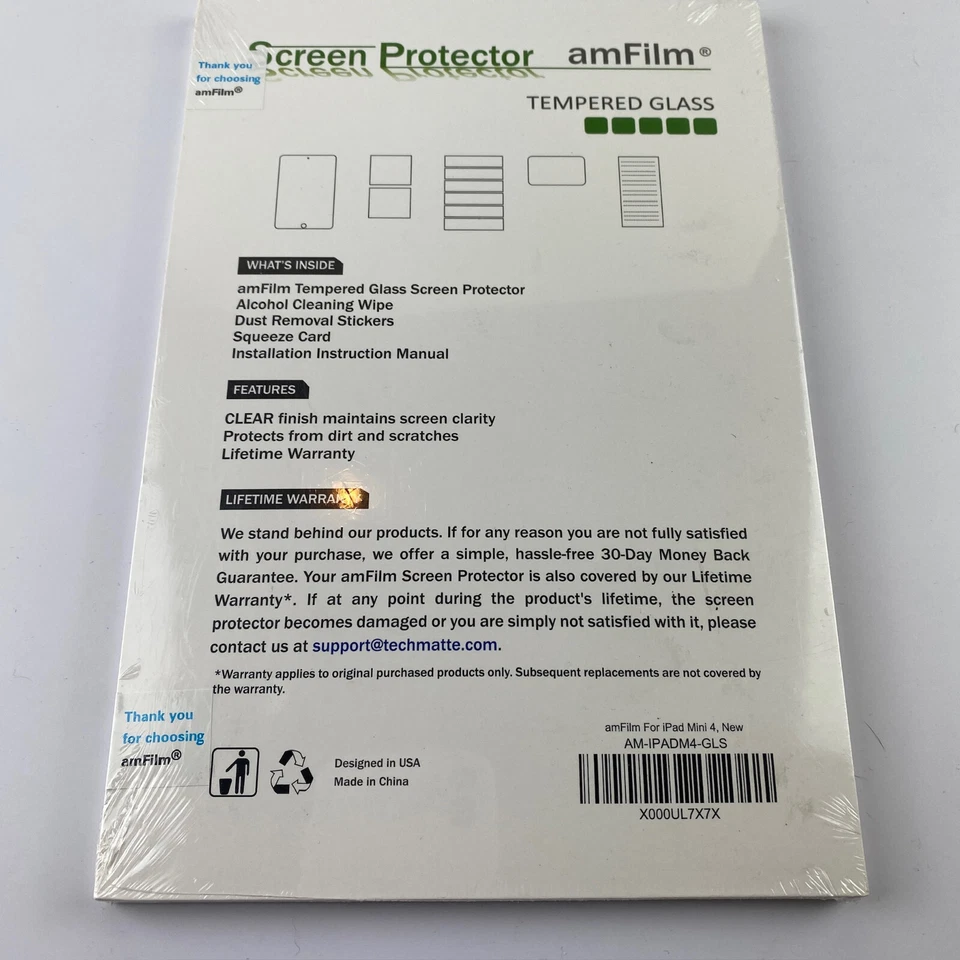 Thank you
for choosing
amFilm®
Screen Protector amFilm®
TEMPERED GLASS
WHAT'S INSIDE
amFilm Tempered Glass Screen Protector
Alcohol Cleaning Wipe
Dust Removal Stickers
Squeeze Card
Installation Instruction Manual
FEATURES
CLEAR finish maintains screen clarity
Protects from dirt and scratches
Lifetime Warranty
LIFETIME WARRANTY*
We stand behind our products. If for any reason you are not fully satisfied
with your purchase, we offer a simple, hassle-free 30-Day Money Back
Guarantee. Your amFilm Screen Protector is also covered by our Lifetime
Warranty*. If at any point during the product's lifetime, the screen
protector becomes damaged or you are simply not satisfied with it, please
contact us at support@techmatte.com.
*Warranty applies to original purchased products only. Subsequent replacements are not covered by
the warranty.
Thank you
for choosing
amFilm®
Designed in USA
Made in China
amFilm For iPad Mini 4, New
AM-IPADM4-GLS
X000UL7X7X